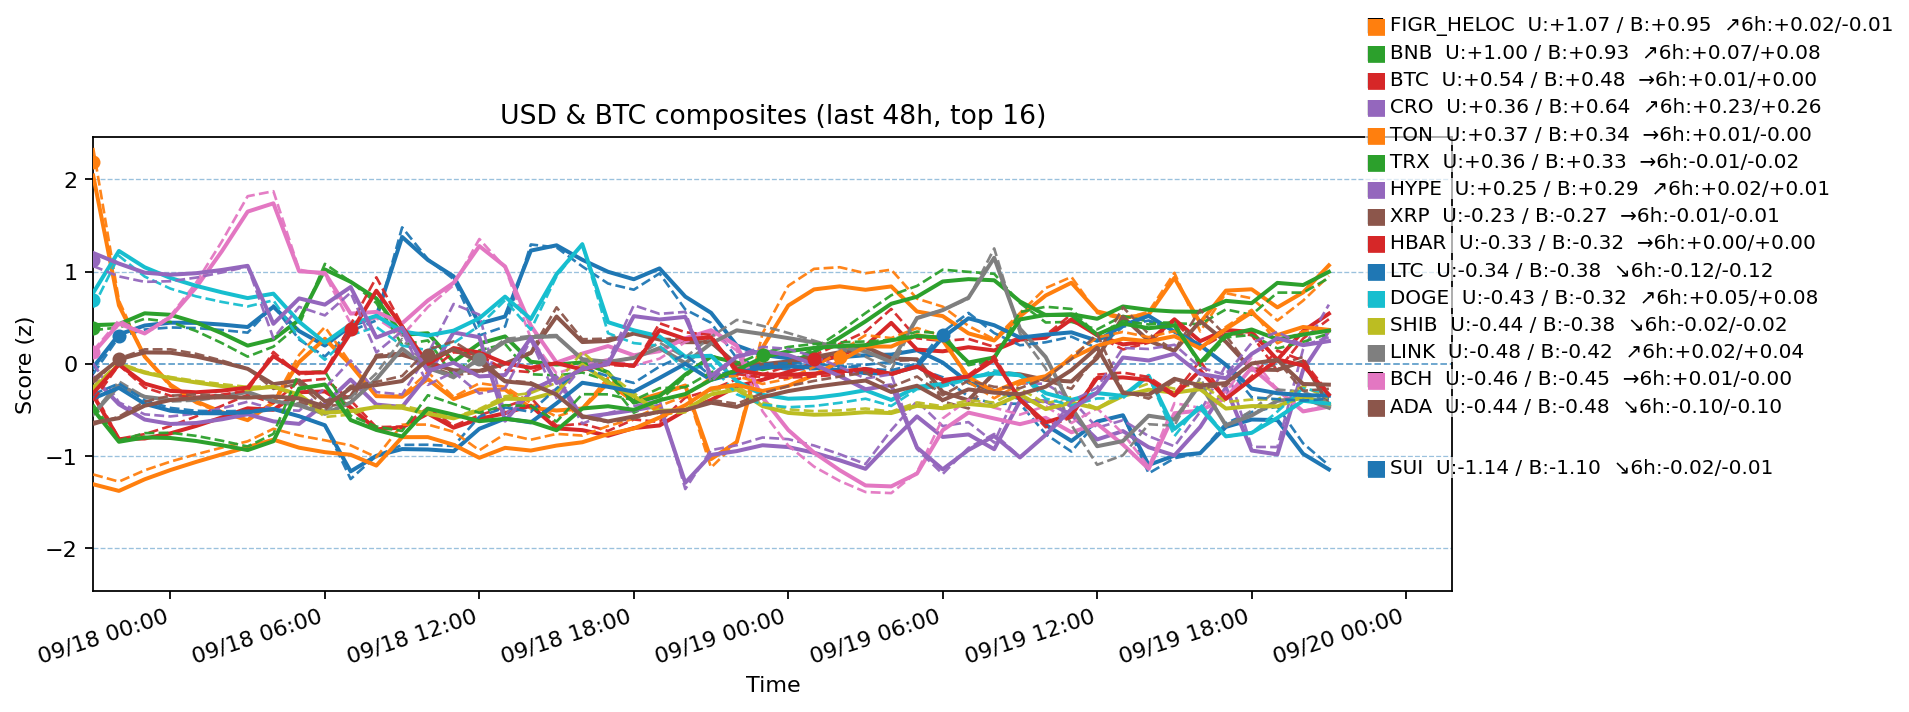 FIGR_HELOC U:+1.07 / B:+0.95 ↗6h:+0.02/-0.01
BNB U:+1.00 / B:+0.93 ↗6h:+0.07/+0.08
BTC U:+0.54 / B:+0.48 →6h:+0.01/+0.00
CRO U:+0.36 / B:+0.64 ↗6h:+0.23/+0.26
TON U:+0.37 / B:+0.34 →6h:+0.01/-0.00
TRX U:+0.36 / B:+0.33 →6h:-0.01/-0.02
HYPE U:+0.25 / B:+0.29 ↗6h:+0.02/+0.01
XRP U:-0.23 / B:-0.27 →6h:-0.01/-0.01
HBAR U:-0.33 / B:-0.32 →6h:+0.00/+0.00
LTC U:-0.34 / B:-0.38 ↘6h:-0.12/-0.12
DOGE U:-0.43 / B:-0.32 ↗6h:+0.05/+0.08
SHIB U:-0.44 / B:-0.38 ↘6h:-0.02/-0.02
LINK U:-0.48 / B:-0.42 ↗6h:+0.02/+0.04
BCH U:-0.46 / B:-0.45 →6h:+0.01/-0.00
ADA U:-0.44 / B:-0.48 ↘6h:-0.10/-0.10
SUI U:-1.14 / B:-1.10 ↘6h:-0.02/-0.01
USD & BTC composites (last 48h, top 16)
Score (z)
2
1
0
−1
−2
09/18 00:00
09/18 06:00
09/18 12:00
09/18 18:00
09/19 00:00
09/19 06:00
09/19 12:00
09/19 18:00
09/20 00:00
Time